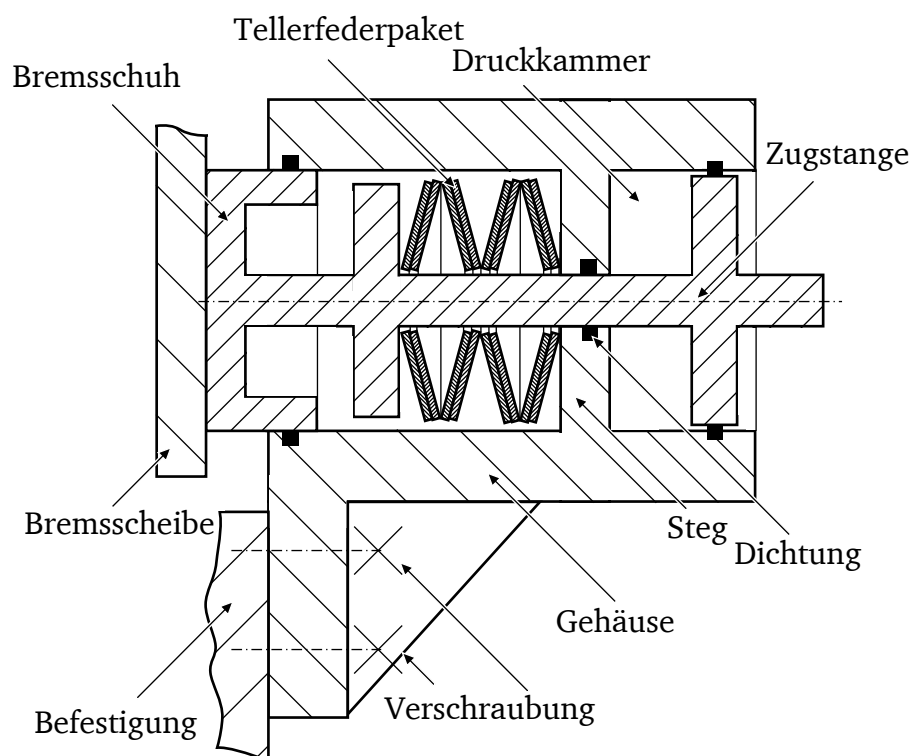 Tellerfederpaket
Druckkammer
Bremsschuh
Zugstange
Bremsscheibe
Steg
Dichtung
Gehäuse
Befestigung
Verschraubung